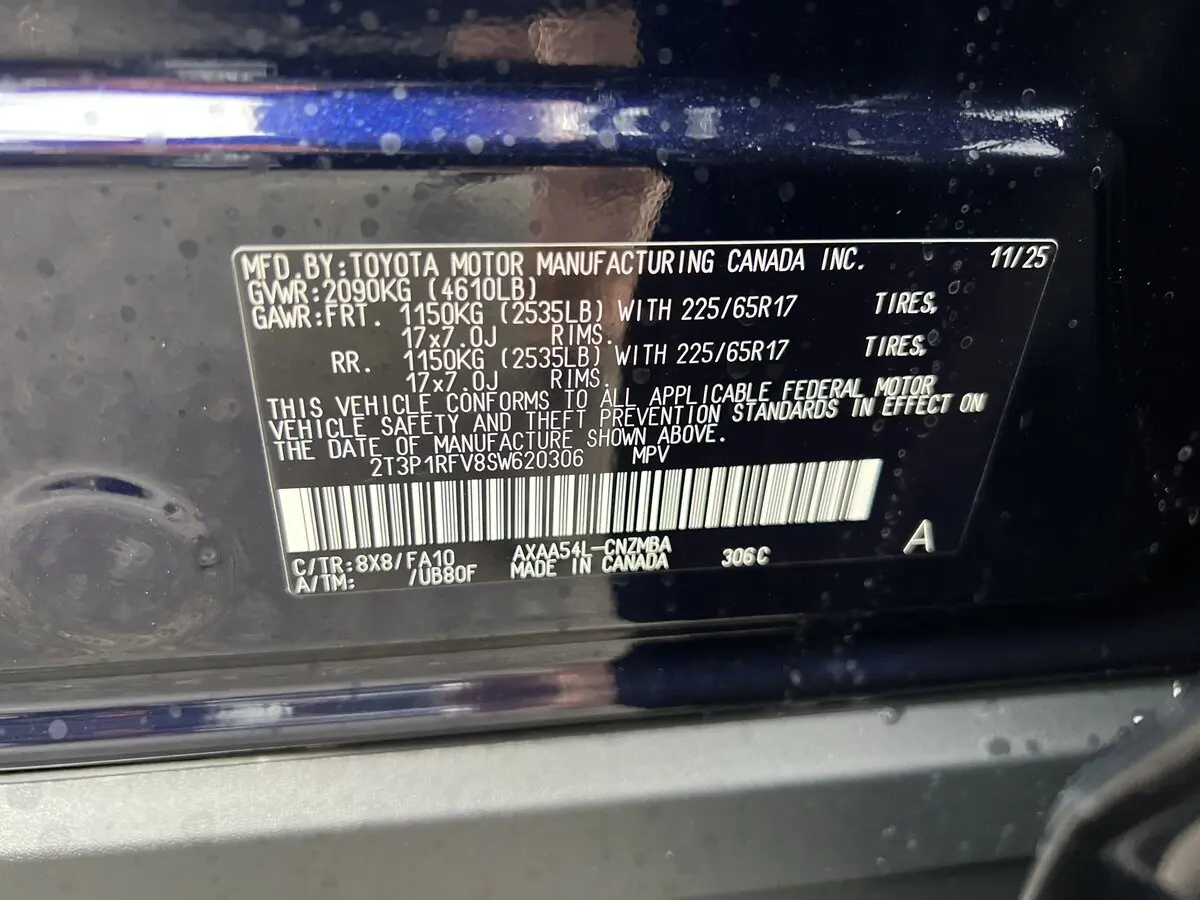 MFD.BY:TOYOTA MOTOR MANUFACTURING CANADA INC. 11/25
GVWR:2090KG (4610LB)
GAWR:FRT. 1150KG (2535LB) WITH 225/65R17 TIRES,
17x7.0J RIMS.
RR. 1150KG (2535LB) WITH 225/65R17 TIRES,
17x7.0J RIMS.
THIS VEHICLE CONFORMS TO ALL APPLICABLE FEDERAL MOTOR
VEHICLE SAFETY AND THEFT PREVENTION STANDARDS IN EFFECT ON
THE DATE OF MANUFACTURE SHOWN ABOVE.
2T3P1RFV8SW620306 MPV
C/TR:8X8/FA10 AXAA54L-CNZMBA 306C A
A/TM: /UB80F MADE IN CANADA